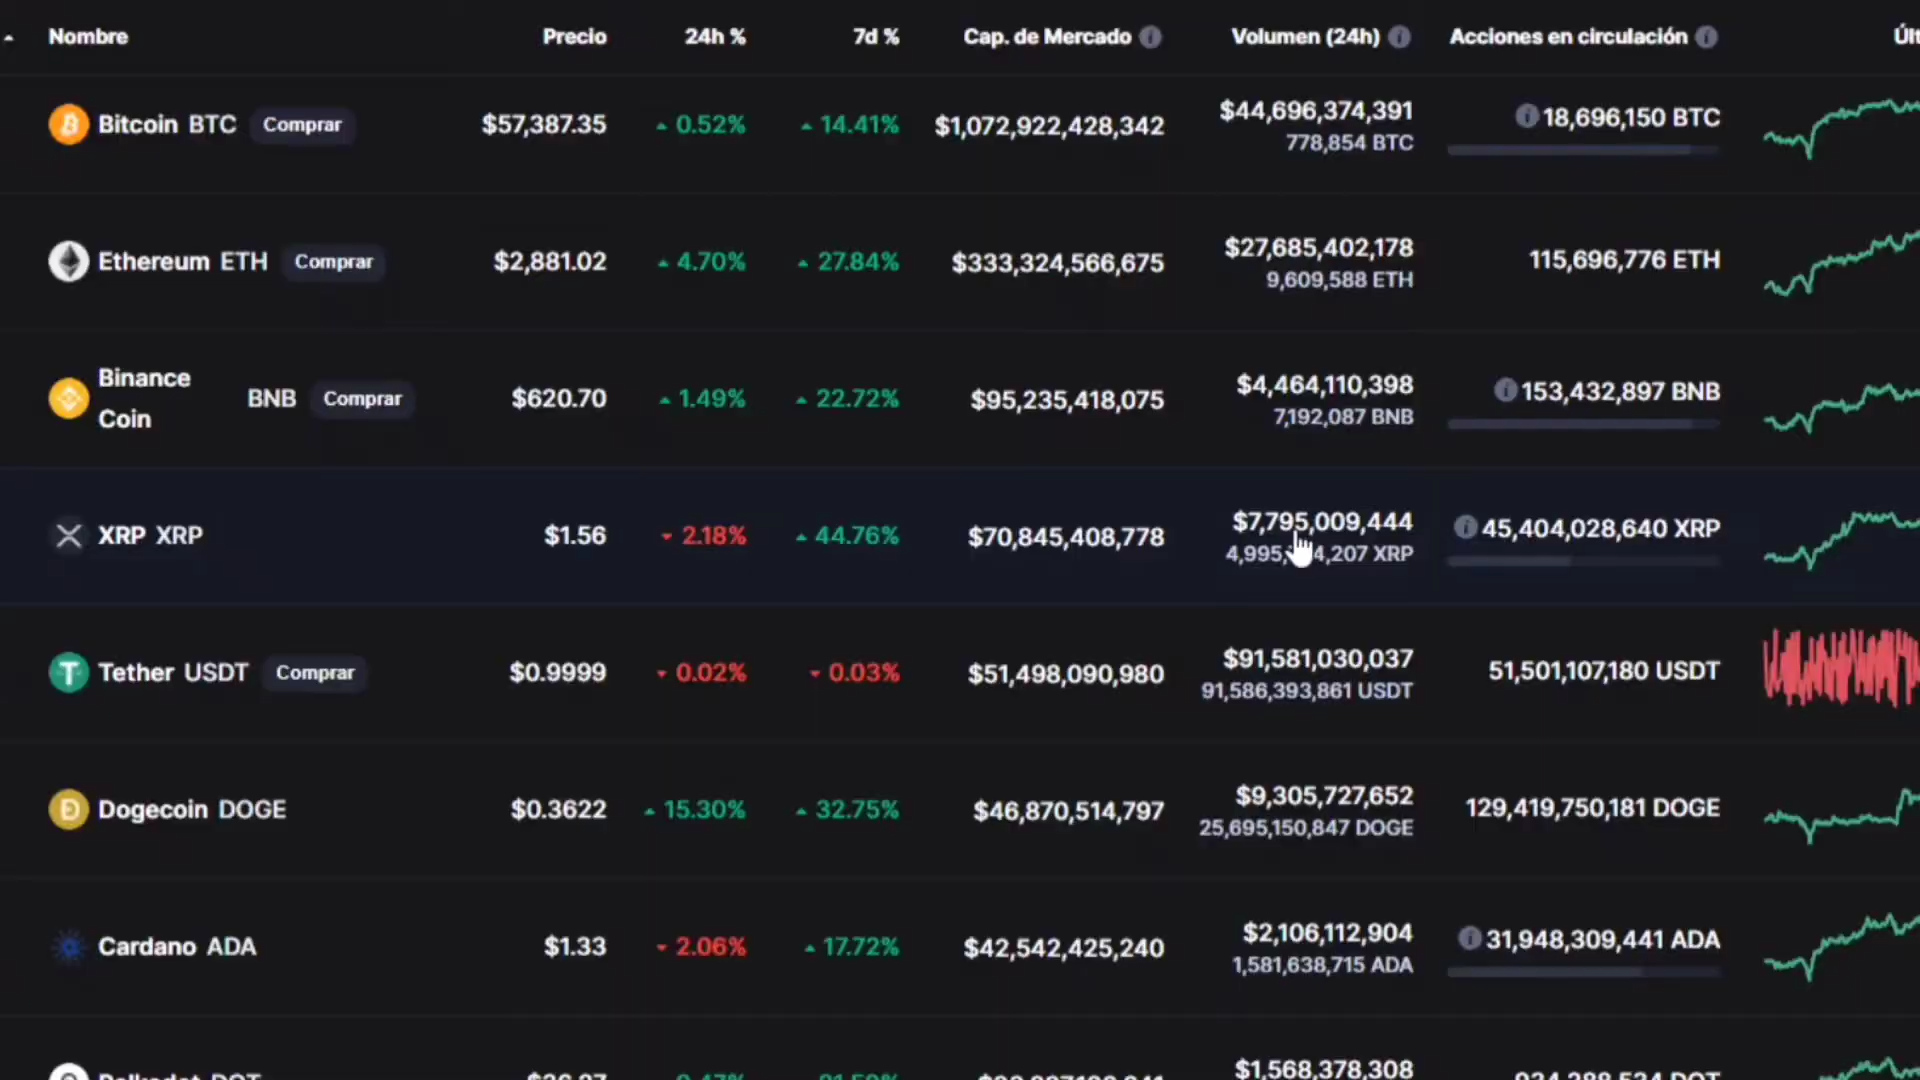 Nombre Precio 24h % 7d % Cap. de Mercado Volumen (24h) Acciones en circulación
Bitcoin BTC Comprar $57,387.35 0.52% 14.41% $1,072,922,428,342 $44,696,374,391 18,696,150 BTC
778,854 BTC
Ethereum ETH Comprar $2,881.02 4.70% 27.84% $333,324,566,675 $27,685,402,178 115,696,776 ETH
9,609,588 ETH
Binance
Coin
BNB Comprar $620.70 1.49% 22.72% $95,235,418,075 $4,464,110,398 153,432,897 BNB
7,192,087 BNB
XRP XRP $1.56 2.18% 44.76% $70,845,408,778 $7,795,009,444 45,404,028,640 XRP
XRP
Tether USDT Comprar $0.9999 0.02% 0.03% $51,498,090,980 $91,581,030,037 51,501,107,180 USDT
91,586,393,861 USDT
Dogecoin DOGE $0.3622 15.30% 32.75% $46,870,514,797 $9,305,727,652 129,419,750,181 DOGE
25,695,150,847 DOGE
Cardano ADA $1.33 2.06% 17.72% $42,542,425,240 $2,106,112,904 31,948,309,441 ADA
1,581,638,715 ADA
$1,568,378,308